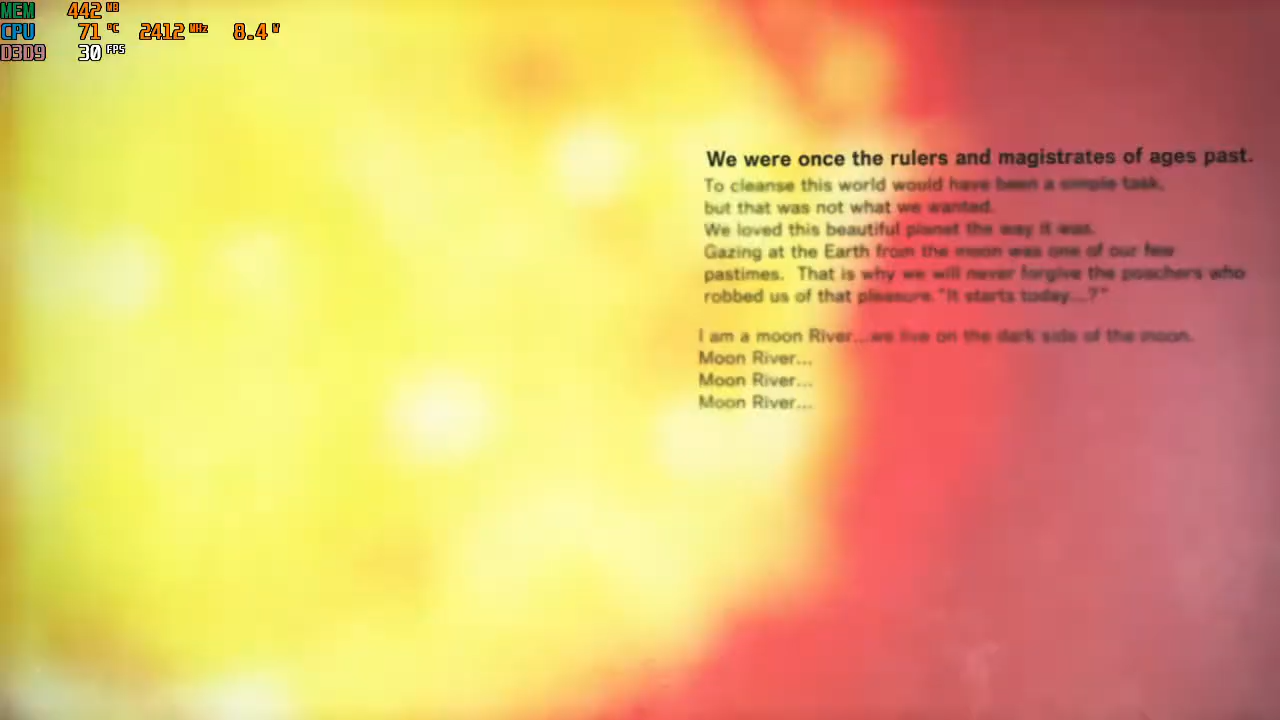 MEM 442 MB
CPU 71 °C 2412 MHz 8.4 W
D3D9 30 FPS
We were once the rulers and magistrates of ages past.
To cleanse this world would have been a simple task,
but that was not what we wanted.
We loved this beautiful planet the way it was.
Gazing at the Earth from the moon was one of our few
pastimes. That is why we will never forgive the poachers who
robbed us of that pleasure. "It starts today...?"
I am a moon River...we live on the dark side of the moon.
Moon River...
Moon River...
Moon River...